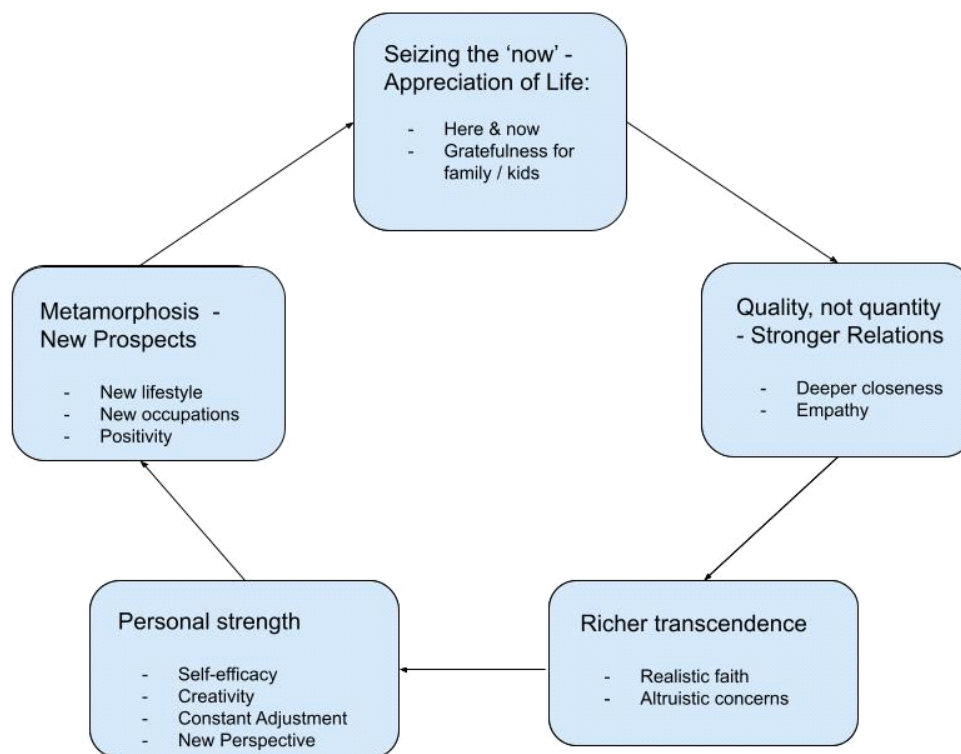 Seizing the ‘now’ -
Appreciation of Life:
- Here & now
- Gratefulness for
family / kids
Quality, not quantity
- Stronger Relations
- Deeper closeness
- Empathy
Richer transcendence
- Realistic faith
- Altruistic concerns
Personal strength
- Self-efficacy
- Creativity
- Constant Adjustment
- New Perspective
Metamorphosis -
New Prospects
- New lifestyle
- New occupations
- Positivity